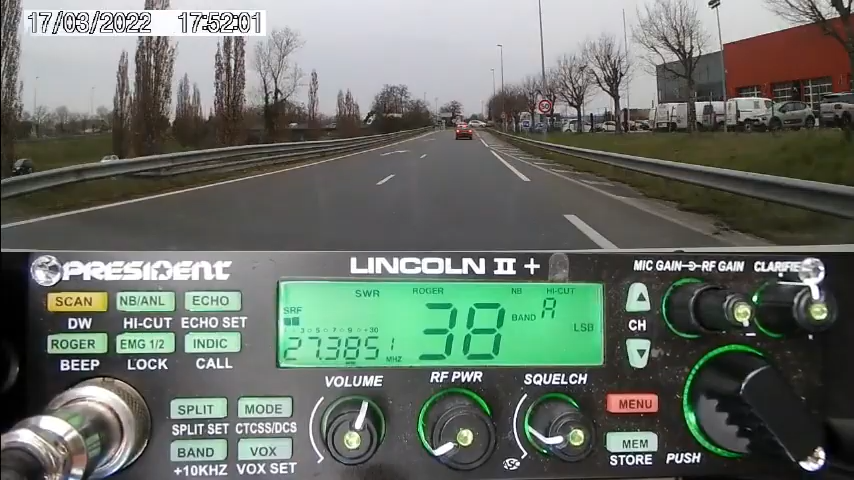 17/03/2022 17:52:01
PRESIDENT LINCOLN II + MIC GAIN RF GAIN CLARIFIER
SCAN NB/ANL ECHO
DW HI-CUT ECHO SET
ROGER EMG 1/2 INDIC
BEEP LOCK CALL
SWR ROGER NB HI-CUT
SRF 38 BAND A LSB
27.3851 MHZ
CH
VOLUME RF PWR SQUELCH
SPLIT MODE MENU
SPLIT SET CTCSS/DCS
BAND VOX MEM
+10KHZ VOX SET ASC STORE PUSH